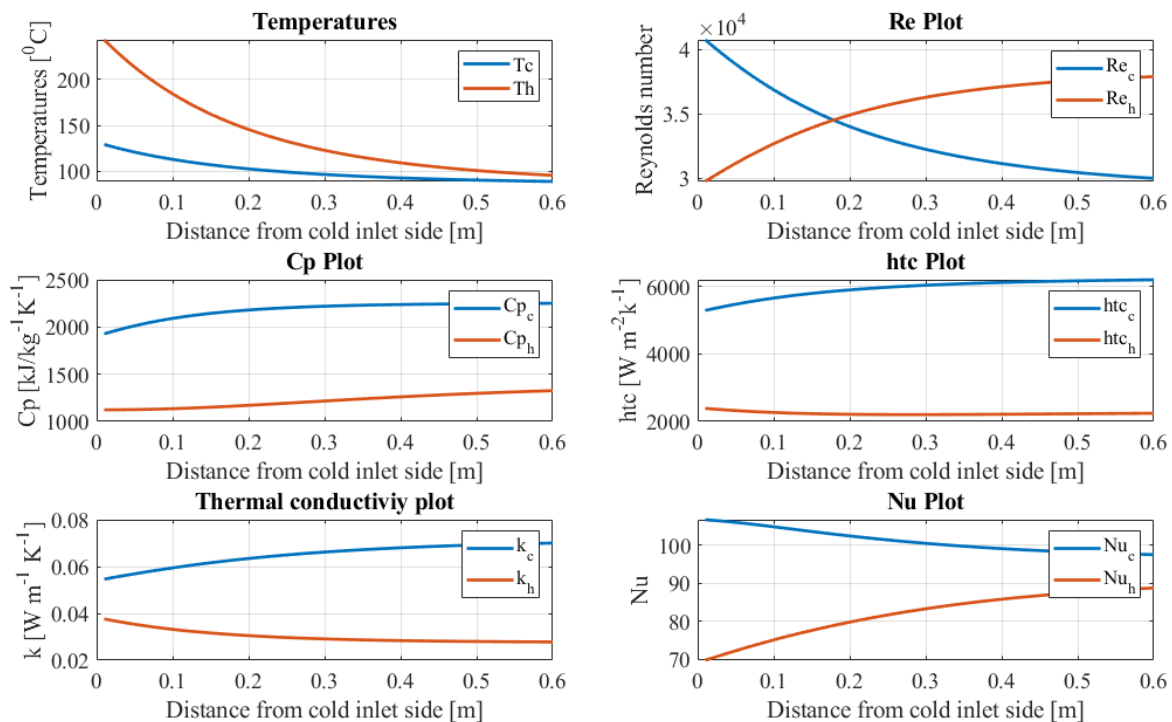 Temperatures
Temperatures [⁰C]
200
150
100
Tc
Th
0 0.1 0.2 0.3 0.4 0.5 0.6
Distance from cold inlet side [m]
Re Plot
×10⁴
Reynolds number
4
3.5
3
Re_c
Re_h
0 0.1 0.2 0.3 0.4 0.5 0.6
Distance from cold inlet side [m]
Cp Plot
Cp [kJ/kg⁻¹K⁻¹]
2500
2000
1500
1000
Cp_c
Cp_h
0 0.1 0.2 0.3 0.4 0.5 0.6
Distance from cold inlet side [m]
htc Plot
htc [W m⁻²k⁻¹]
6000
4000
2000
htc_c
htc_h
0 0.1 0.2 0.3 0.4 0.5 0.6
Distance from cold inlet side [m]
Thermal conductiviy plot
k [W m⁻¹ K⁻¹]
0.08
0.06
0.04
0.02
k_c
k_h
0 0.1 0.2 0.3 0.4 0.5 0.6
Distance from cold inlet side [m]
Nu Plot
Nu
100
90
80
70
Nu_c
Nu_h
0 0.1 0.2 0.3 0.4 0.5 0.6
Distance from cold inlet side [m]